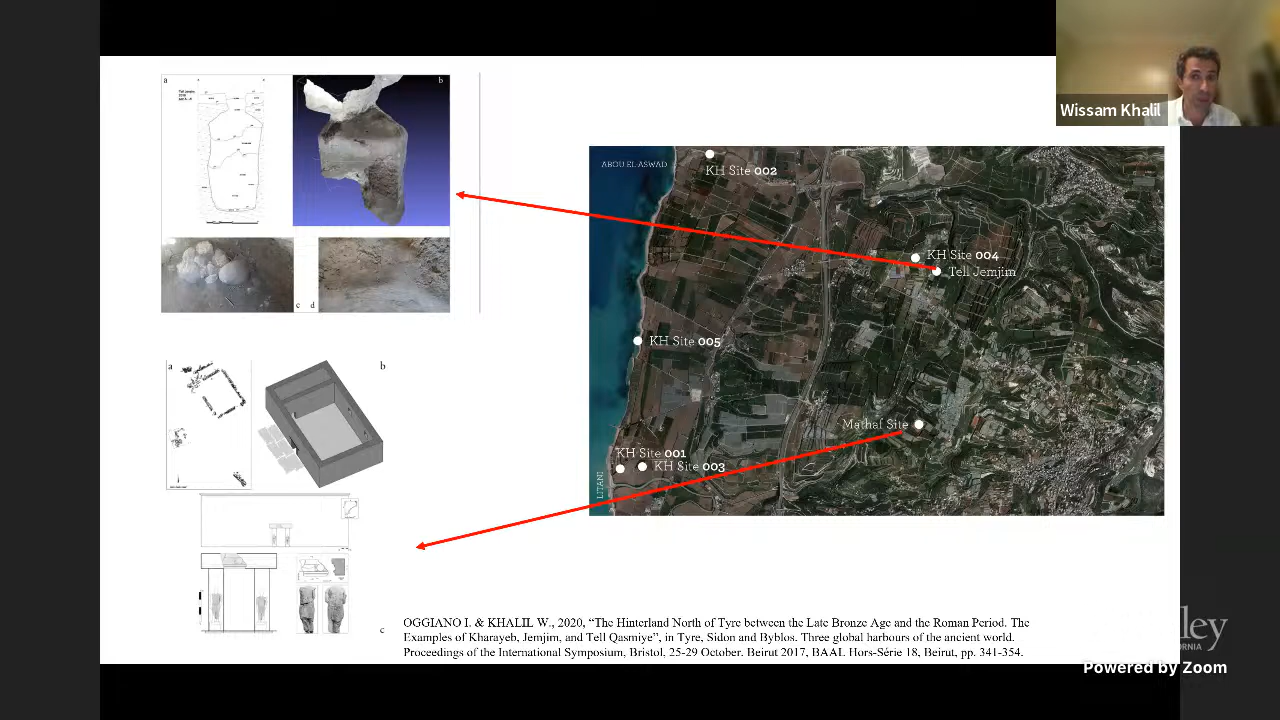 a
b
Wissam Khalil
ABOU EL-ASWAD
KH Site 002
KH Site 004
Tell Jemjim
c d
KH Site 005
a
b
Mathaf Site
KH Site 001
KH Site 003
LITANI
c
OGGIANO I. & KHALIL W., 2020, “The Hinterland North of Tyre between the Late Bronze Age and the Roman Period. The
Examples of Kharayeb, Jemjim, and Tell Qasmiye”, in Tyre, Sidon and Byblos. Three global harbours of the ancient world.
Proceedings of the International Symposium, Bristol, 25-29 October. Beirut 2017, BAAL Hors-Série 18, Beirut, pp. 341-354.
Powered by Zoom